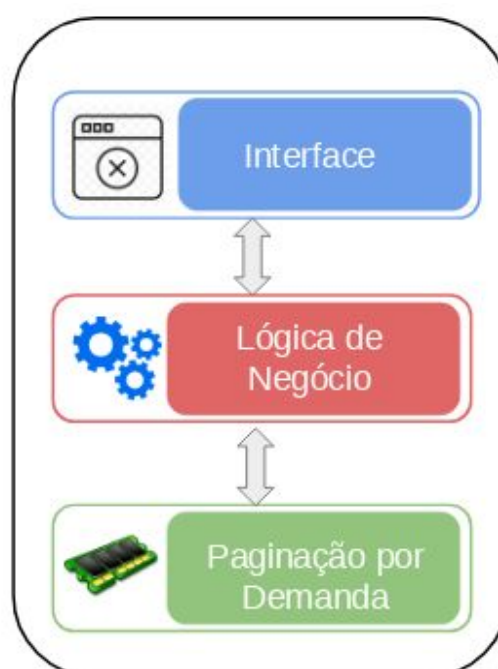 Interface
Lógica de
Negócio
Paginação por
Demanda